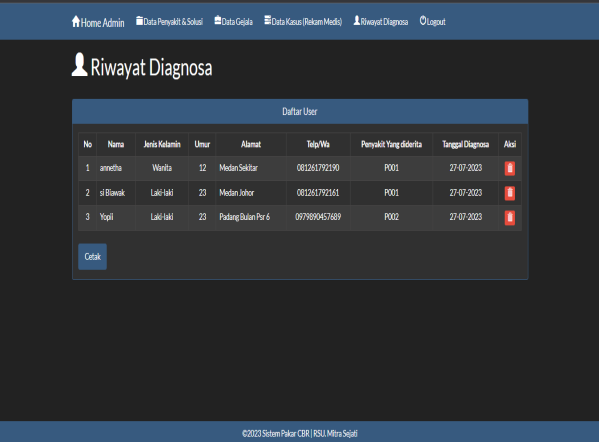 Home Admin Data Penyakit & Solusi Data Gejala Data Kasus (Rekam Medis) Riwayat Diagnosa Logout
Riwayat Diagnosa
Daftar User
No Nama Jenis Kelamin Umur Alamat Telp/Wa Penyakit Yang diderita Tanggal Diagnosa Aksi
1 annetha Wanita 12 Medan Sekitar 081261792190 P001 27-07-2023
2 si Biawak Laki-laki 23 Medan Johor 081261792161 P001 27-07-2023
3 Yopil Laki-laki 23 Padang Bulan Psr 6 0979890457689 P002 27-07-2023
Cetak
©2023 Sistem Pakar CBR | RSU. Mitra Sejati